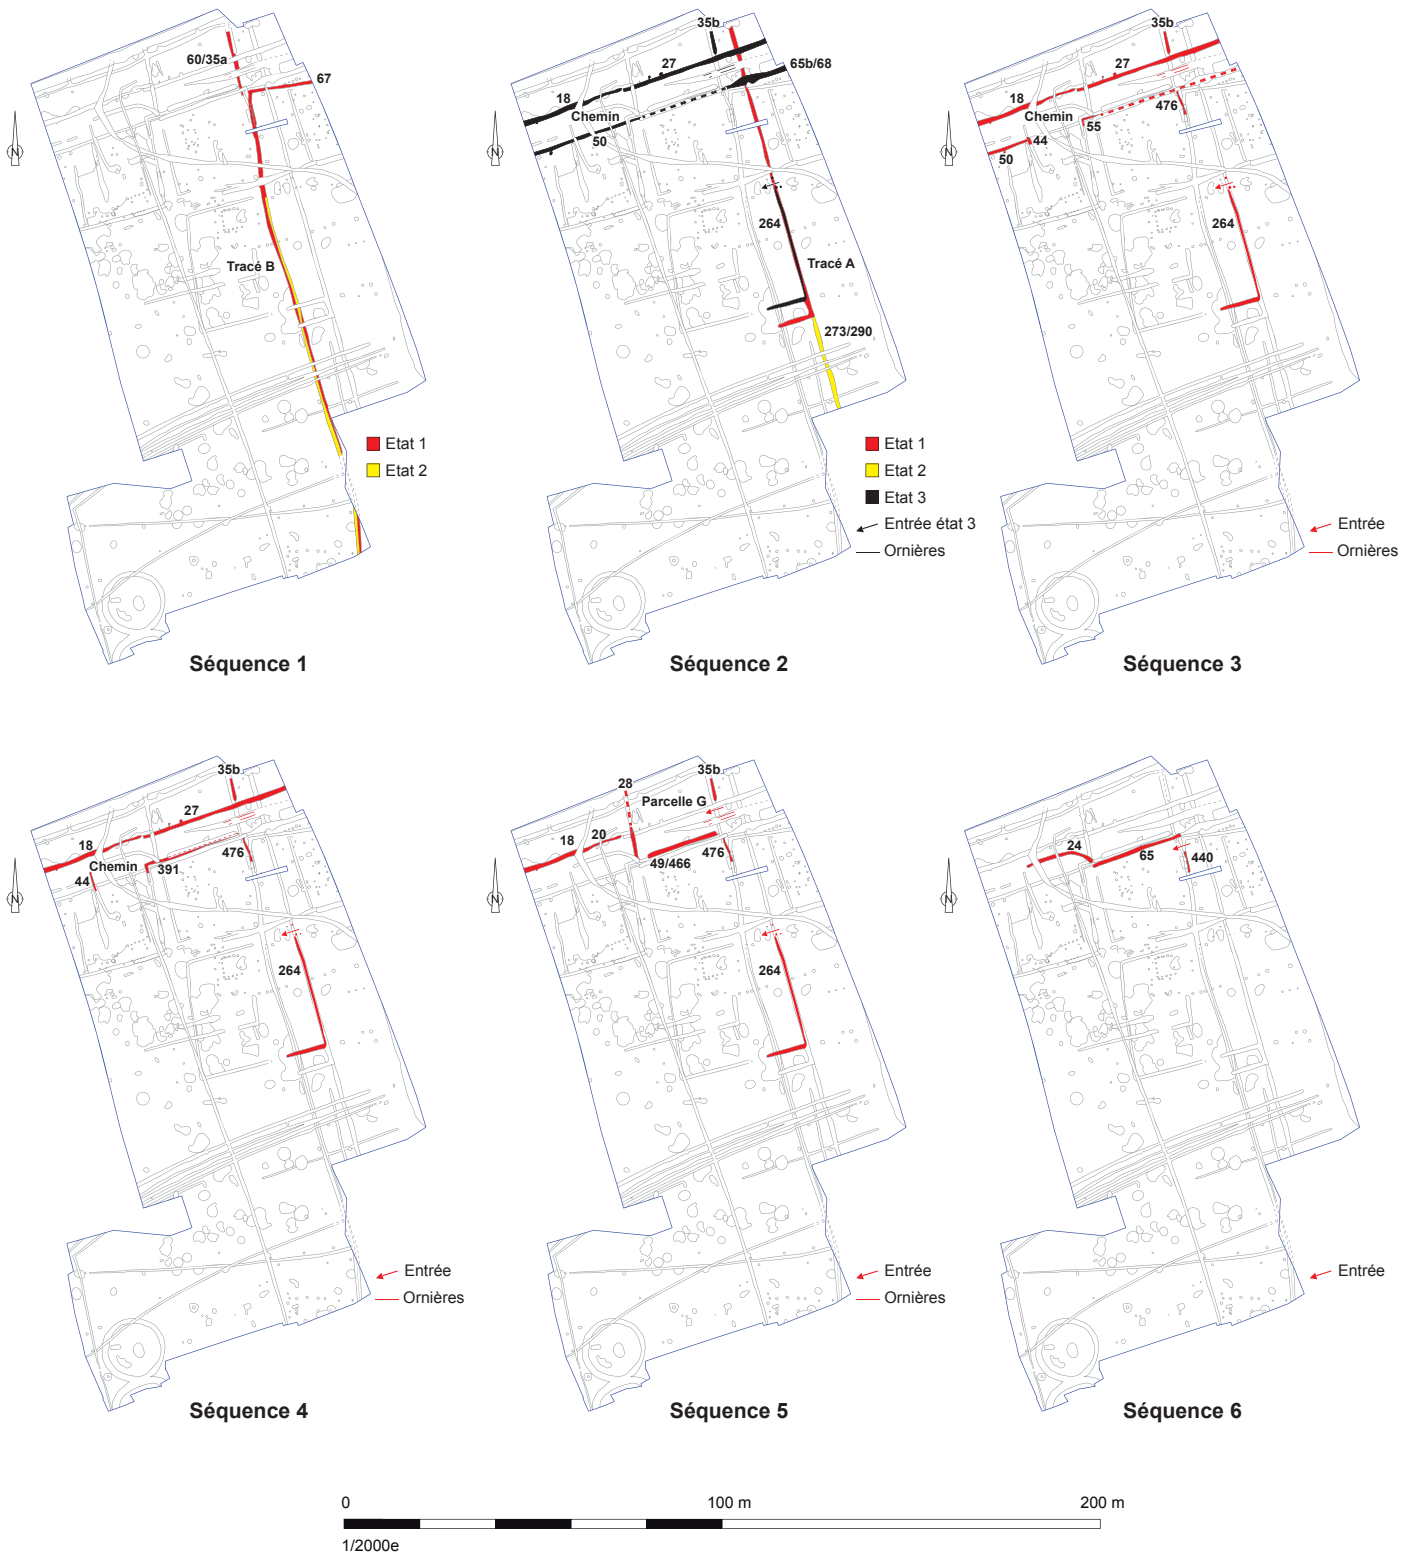 60/35a
67
Tracé B
Etat 1
Etat 2
N
Séquence 1
35b
27
65b/68
18
Chemin
50
264
Tracé A
273/290
Etat 1
Etat 2
Etat 3
Entrée état 3
Ornières
N
Séquence 2
35b
27
18
Chemin
476
55
44
50
264
Entrée
Ornières
N
Séquence 3
35b
27
18
Chemin
476
391
44
264
Entrée
Ornières
N
Séquence 4
28
35b
Parcelle G
20
18
49/466
476
264
Entrée
Ornières
N
Séquence 5
24
65
440
Entrée
N
Séquence 6
0 100 m 200 m
1/2000e